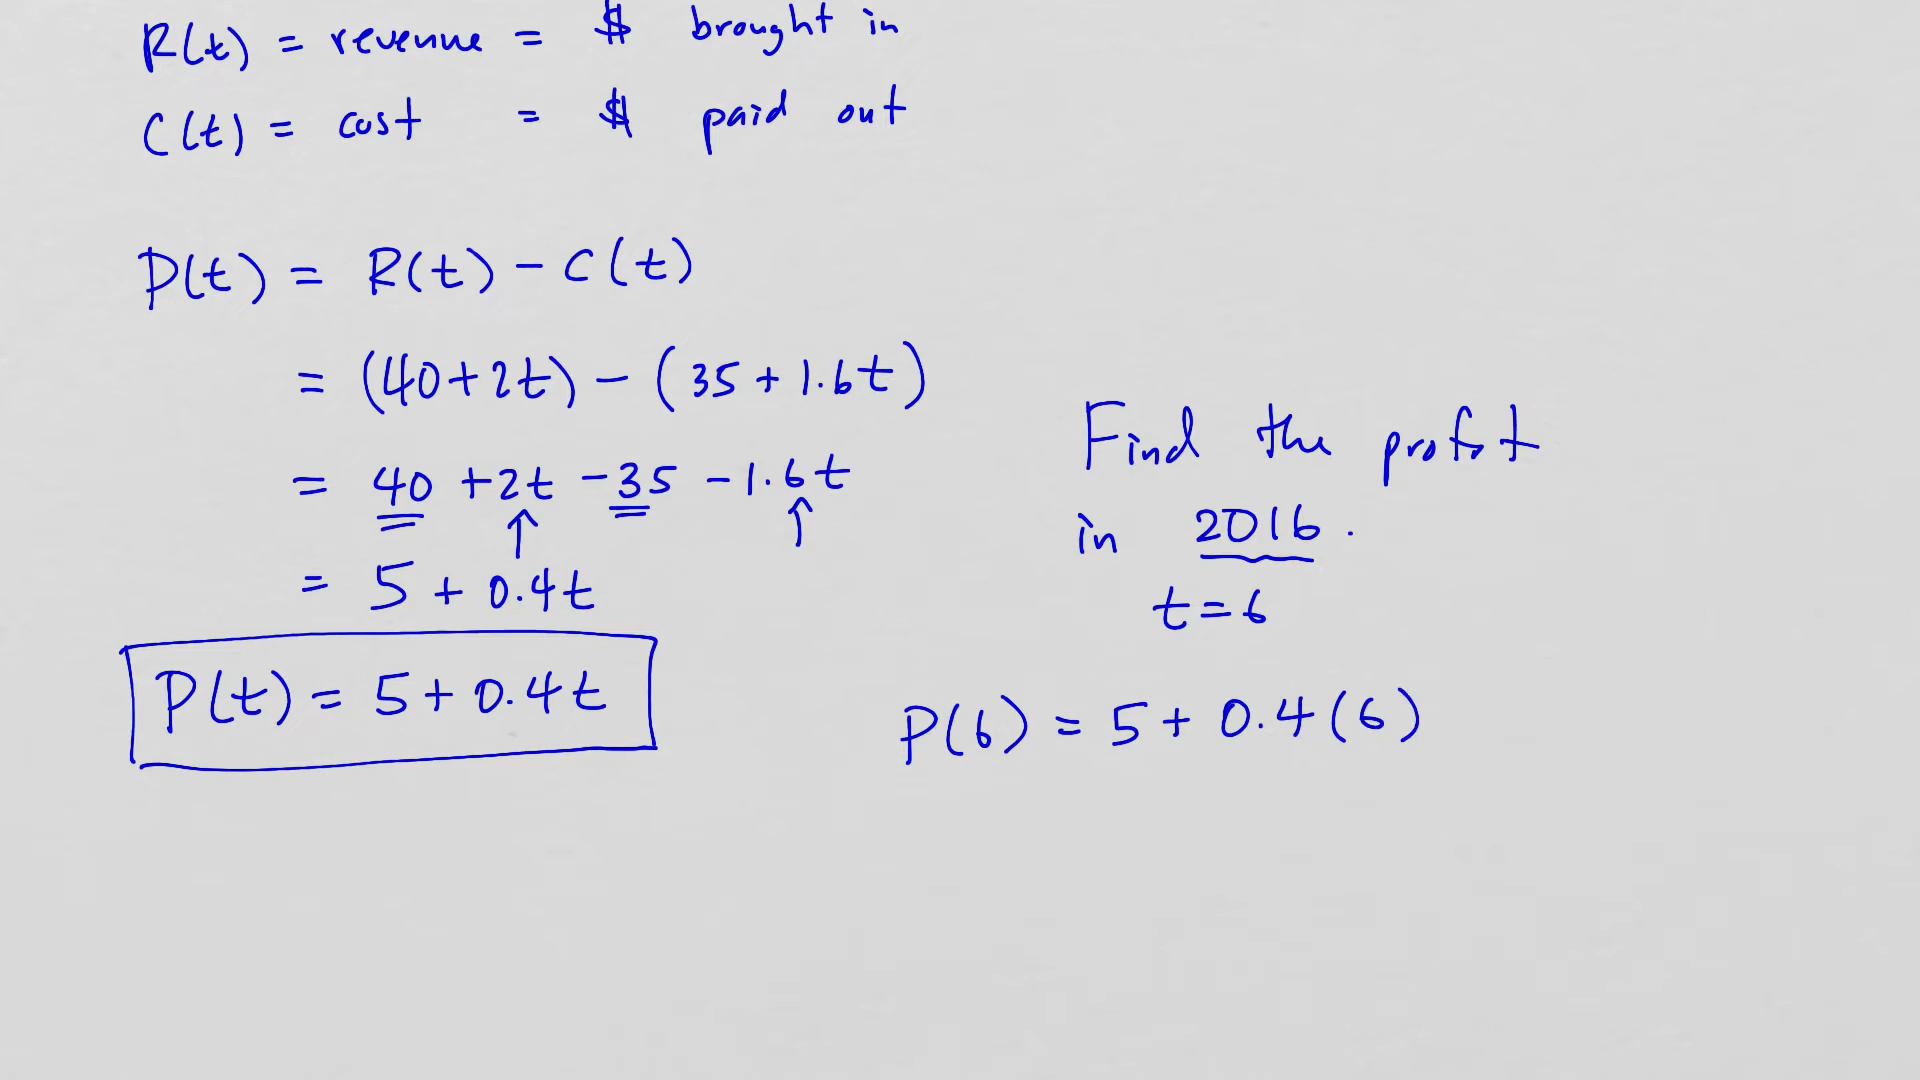 R(t) = revenue = $ brought in
C(t) = cost = $ paid out
P(t) = R(t) - C(t)
= (40+2t) - (35 + 1.6t)
= 40 +2t -35 -1.6t
= 5 + 0.4t
P(t) = 5 + 0.4t
Find the profit
in 2016.
t=6
P(6) = 5 + 0.4(6)